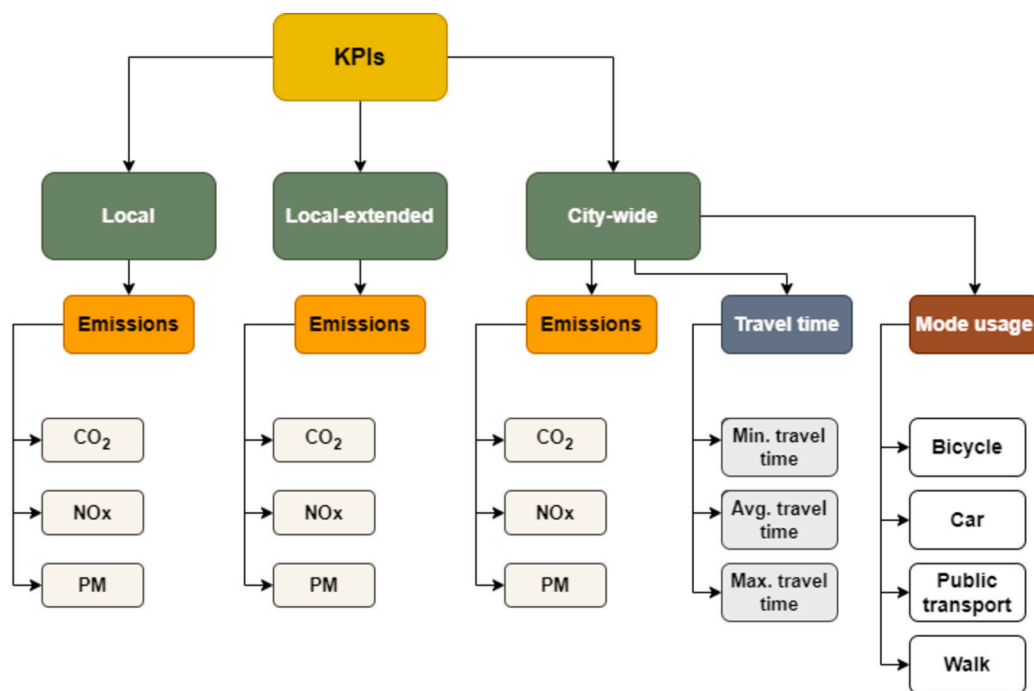 KPIs
Local
Local-extended
City-wide
Emissions
Emissions
Emissions
Travel time
Mode usage
CO₂
NOx
PM
CO₂
NOx
PM
CO₂
NOx
PM
Min. travel
time
Avg. travel
time
Max. travel
time
Bicycle
Car
Public
transport
Walk